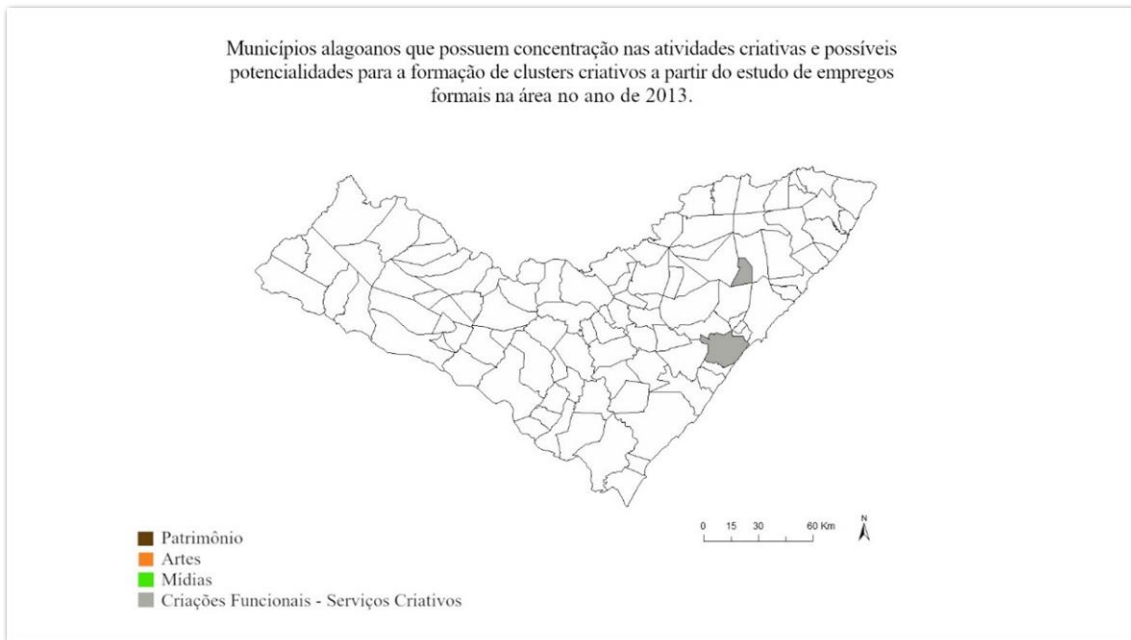 Municípios alagoanos que possuem concentração nas atividades criativas e possíveis
potencialidades para a formação de clusters criativos a partir do estudo de empregos
formais na área no ano de 2013.
0 15 30 60 Km
N
Patrimônio
Artes
Mídias
Criações Funcionais - Serviços Criativos